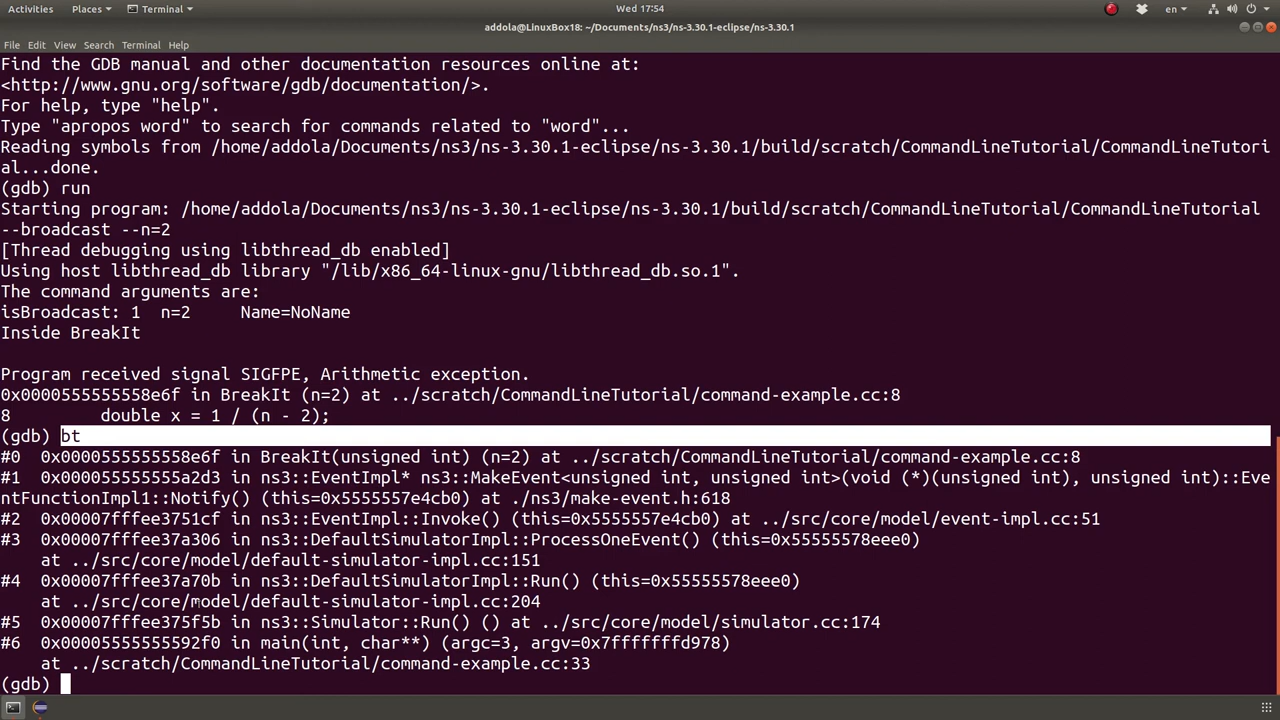 Activities Places Terminal Wed 17:54 en
addola@LinuxBox18: ~/Documents/ns3/ns-3.30.1-eclipse/ns-3.30.1
File Edit View Search Terminal Help
Find the GDB manual and other documentation resources online at:
<http://www.gnu.org/software/gdb/documentation/>.
For help, type "help".
Type "apropos word" to search for commands related to "word"...
Reading symbols from /home/addola/Documents/ns3/ns-3.30.1-eclipse/ns-3.30.1/build/scratch/CommandLineTutorial/CommandLineTutori
al...done.
(gdb) run
Starting program: /home/addola/Documents/ns3/ns-3.30.1-eclipse/ns-3.30.1/build/scratch/CommandLineTutorial/CommandLineTutorial
--broadcast --n=2
[Thread debugging using libthread_db enabled]
Using host libthread_db library "/lib/x86_64-linux-gnu/libthread_db.so.1".
The command arguments are:
isBroadcast: 1 n=2 Name=NoName
Inside BreakIt
Program received signal SIGFPE, Arithmetic exception.
0x0000555555558e6f in BreakIt (n=2) at ../scratch/CommandLineTutorial/command-example.cc:8
8 double x = 1 / (n - 2);
(gdb) bt
#0 0x0000555555558e6f in BreakIt(unsigned int) (n=2) at ../scratch/CommandLineTutorial/command-example.cc:8
#1 0x000055555555a2d3 in ns3::EventImpl* ns3::MakeEvent<unsigned int, unsigned int>(void (*)(unsigned int), unsigned int)::Eve
ntFunctionImpl1::Notify() (this=0x5555557e4cb0) at ./ns3/make-event.h:618
#2 0x00007fffee3751cf in ns3::EventImpl::Invoke() (this=0x5555557e4cb0) at ../src/core/model/event-impl.cc:51
#3 0x00007fffee37a306 in ns3::DefaultSimulatorImpl::ProcessOneEvent() (this=0x55555578eee0)
at ../src/core/model/default-simulator-impl.cc:151
#4 0x00007fffee37a70b in ns3::DefaultSimulatorImpl::Run() (this=0x55555578eee0)
at ../src/core/model/default-simulator-impl.cc:204
#5 0x00007fffee375f5b in ns3::Simulator::Run() () at ../src/core/model/simulator.cc:174
#6 0x00005555555592f0 in main(int, char**) (argc=3, argv=0x7fffffffd978)
at ../scratch/CommandLineTutorial/command-example.cc:33
(gdb)